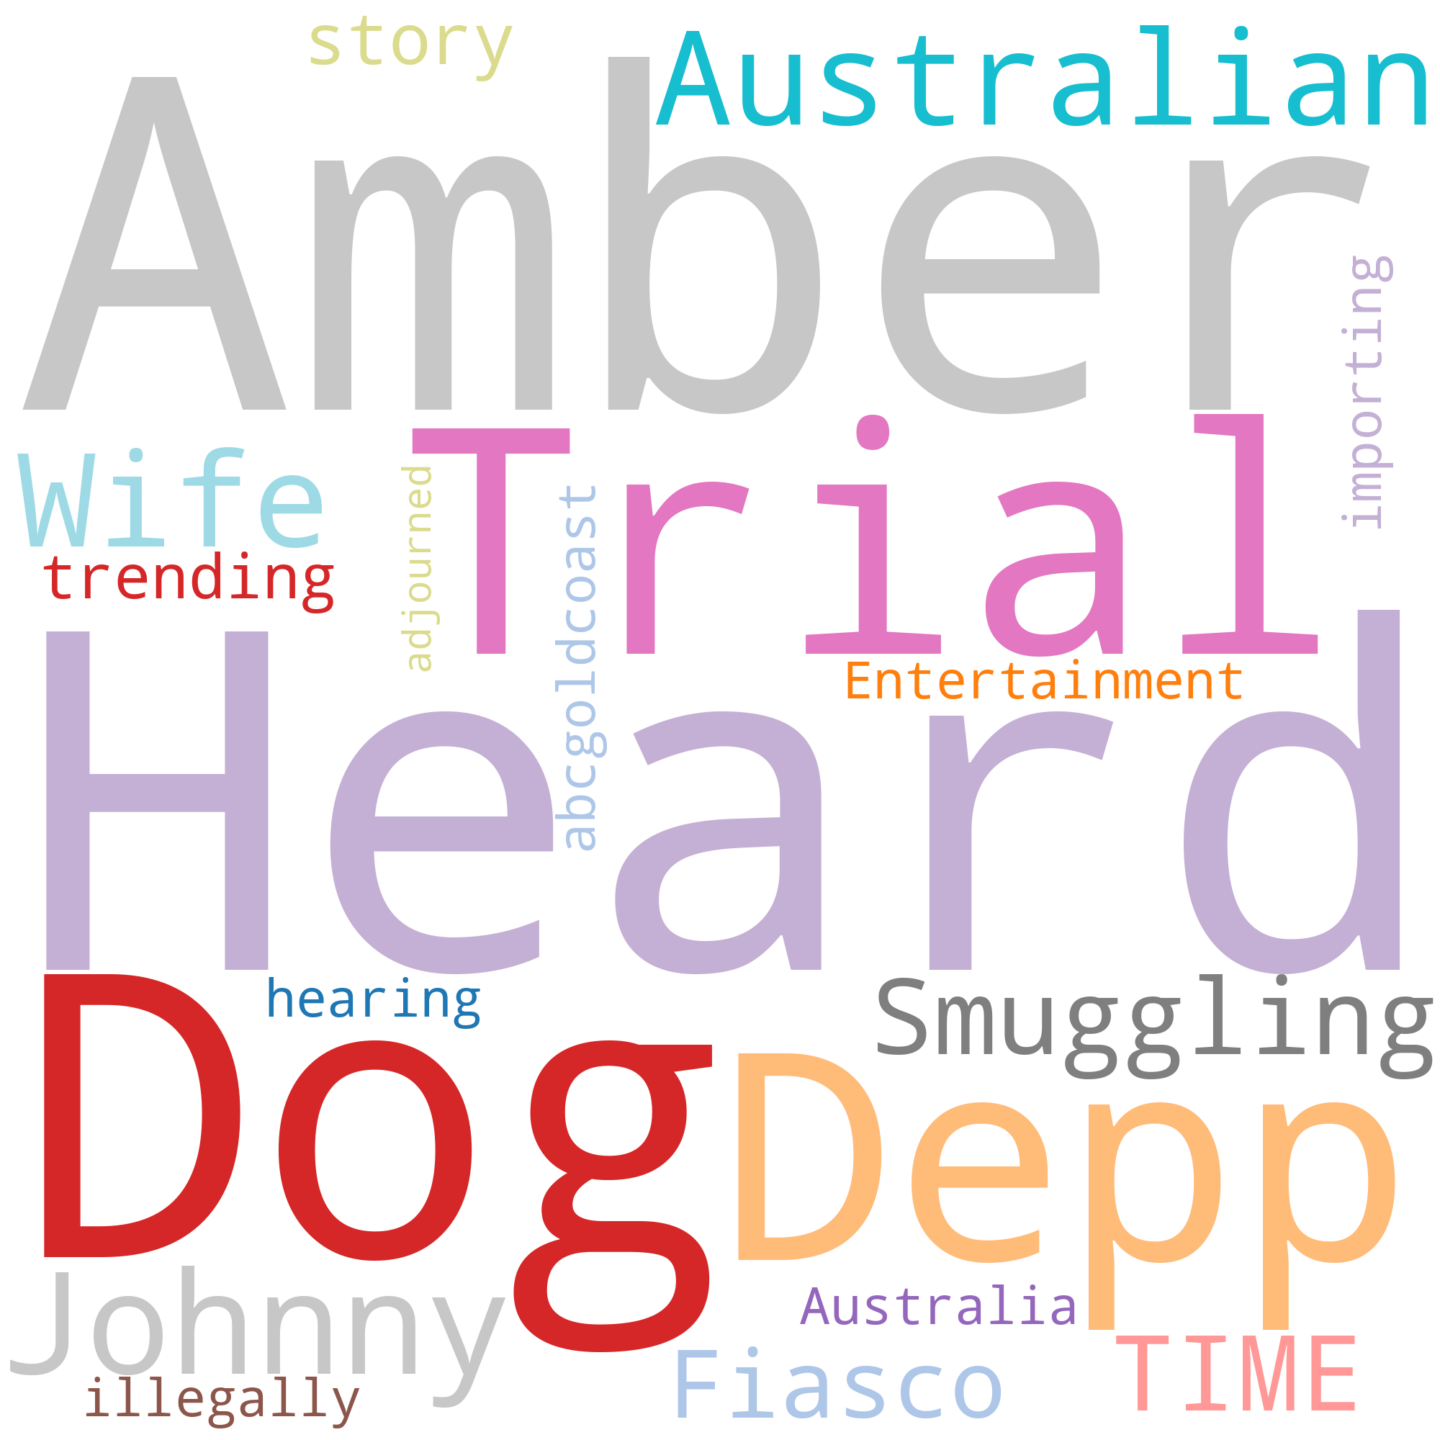 story
Australian
Amber
importing
Trial
Wife
adjourned
abcgoldcoast
trending
Entertainment
Heard
Dog
hearing
Smuggling
Depp
Johnny
Australia
TIME
Fiasco
illegally